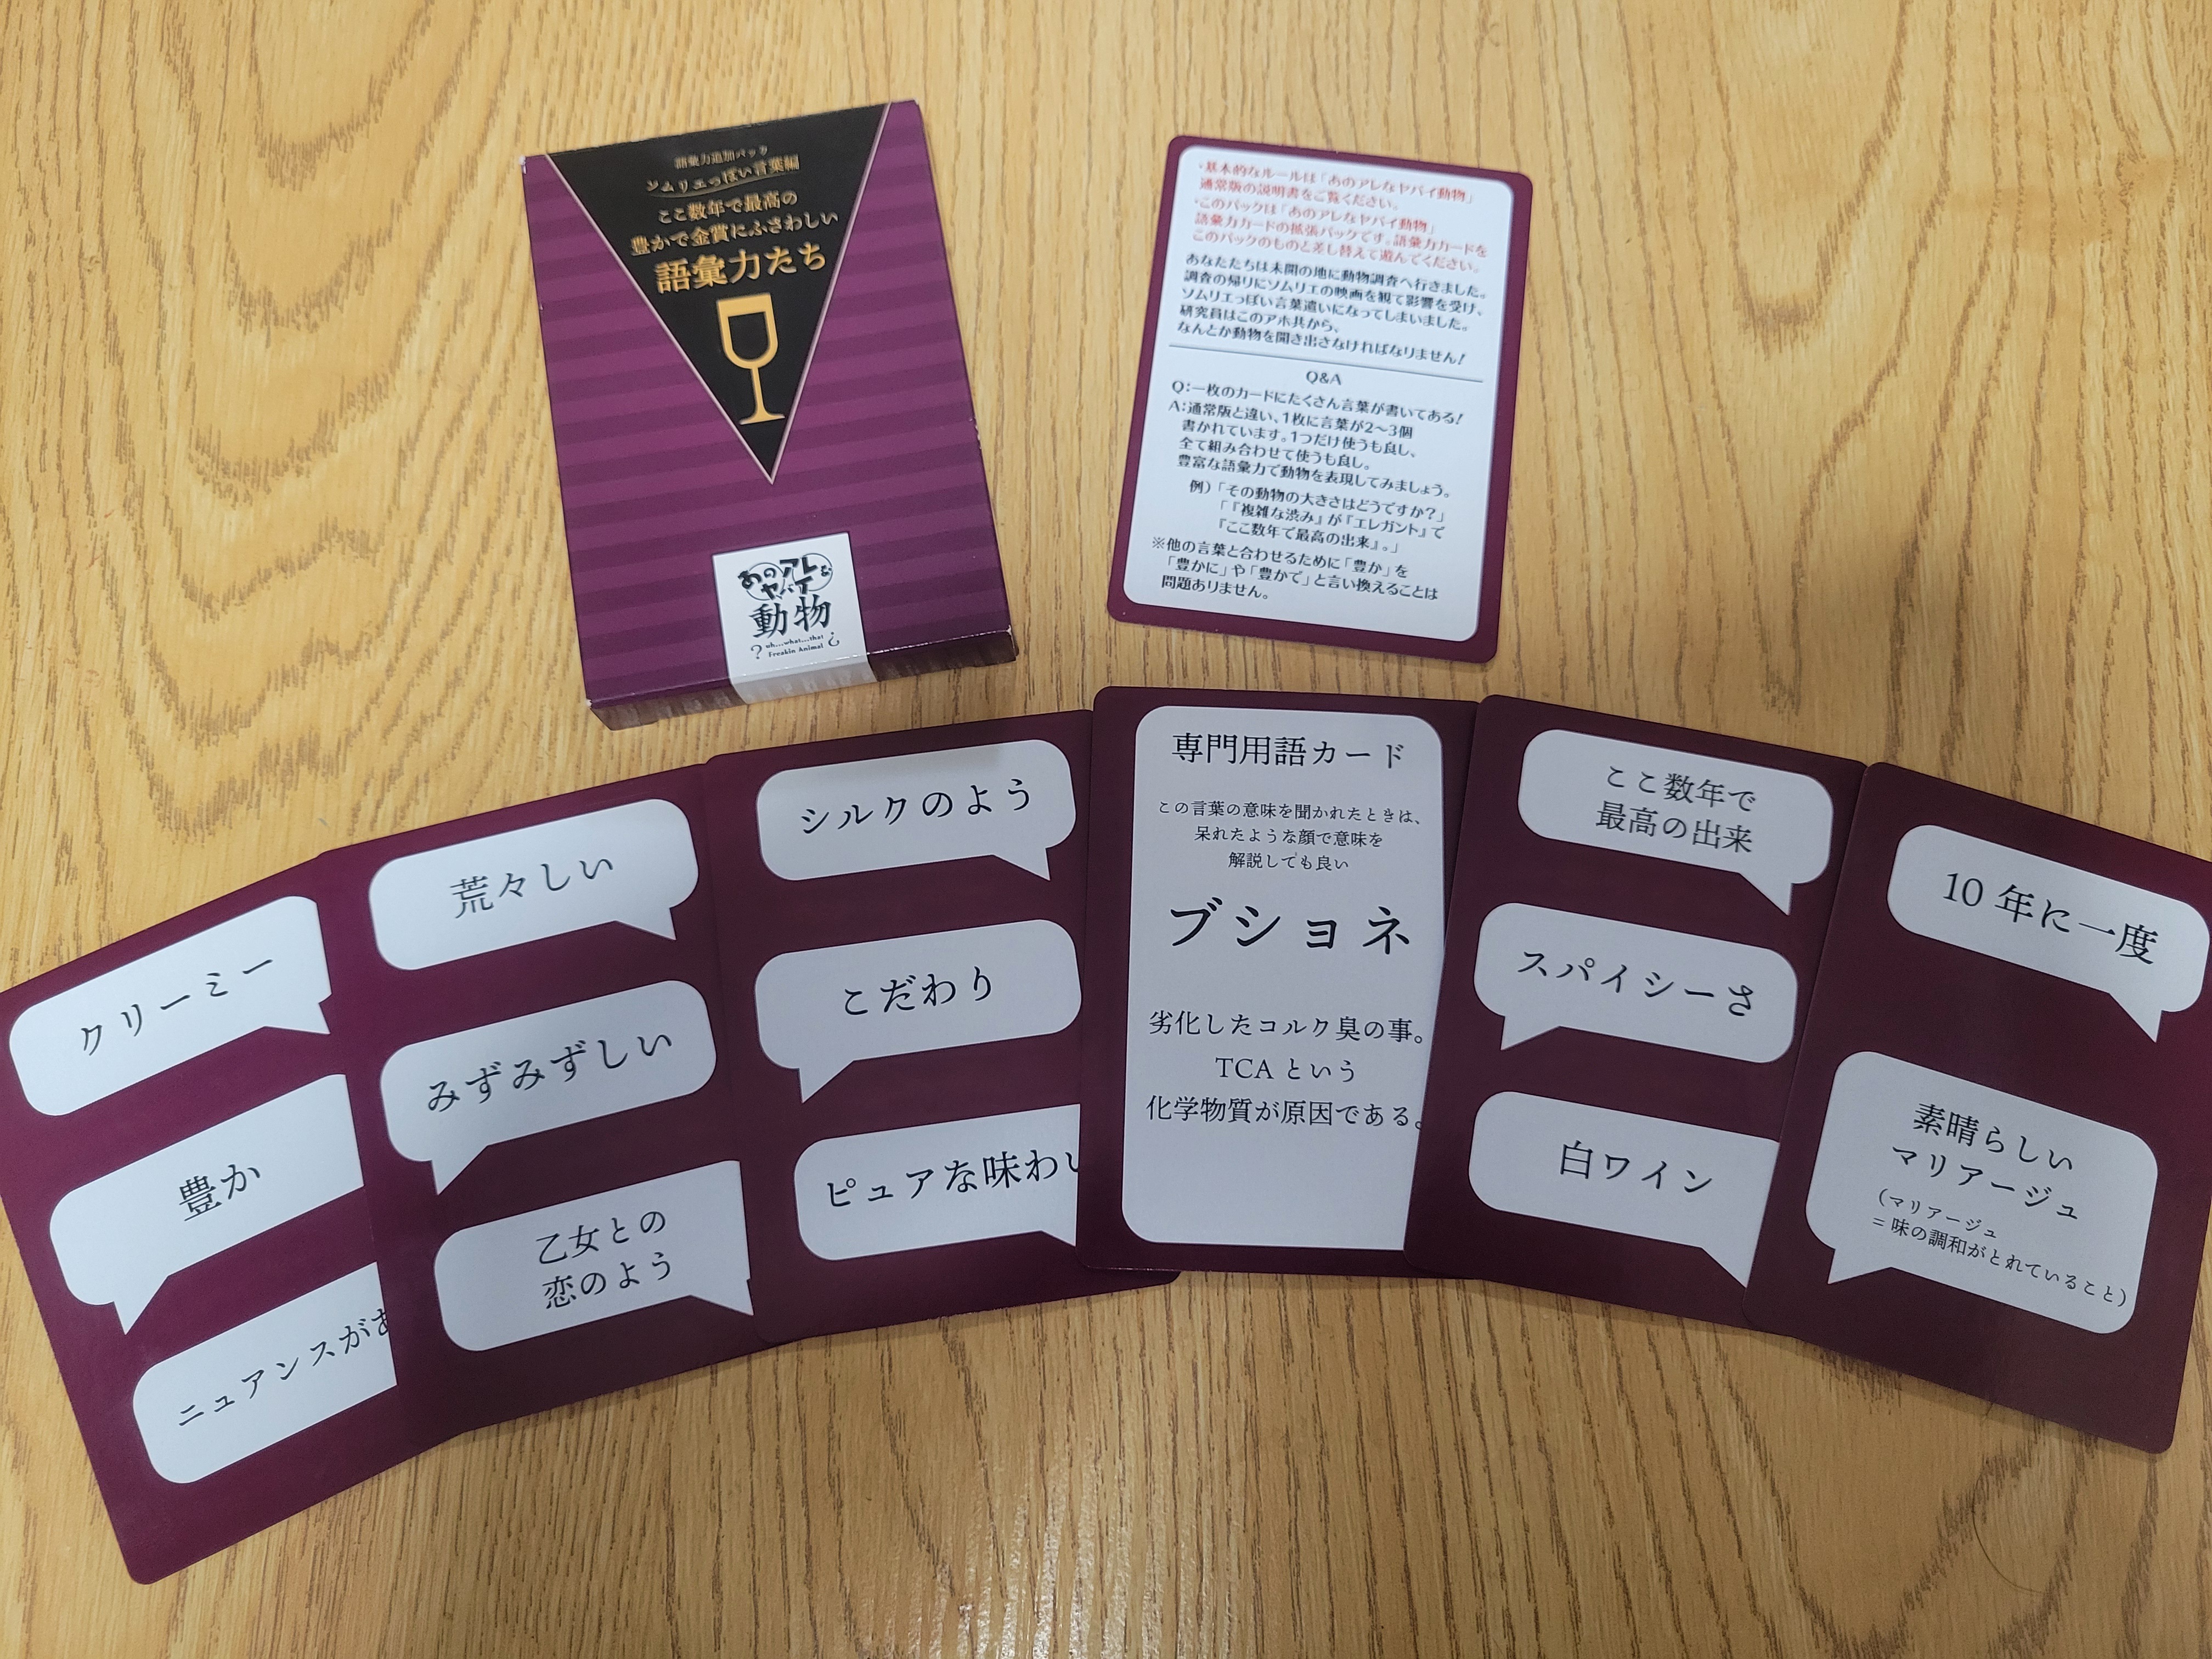 語彙力追加パック
ソムリエっぽい言葉編
ここ数年で最高の
豊かで金賞にふさわしい
語彙力たち
あのアレな
ヤバイ
動物
?uh...what...that
Freakin Animal¿
・基本的なルールは「あのアレなヤバイ動物」
通常版の説明書をご覧ください。
・このパックは「あのアレなヤバイ動物」
語彙力カードの拡張パックです。語彙力カードを
このパックのものと差し替えて遊んでください。
あなたたちは未開の地に動物調査へ行きました。
調査の帰りにソムリエの映画を観て影響を受け、
ソムリエっぽい言葉遣いになってしまいました。
研究員はこのアホ共から、
なんとか動物を聞き出さなければなりません!
Q&A
Q:一枚のカードにたくさん言葉が書いてある!
A:通常版と違い、1枚に言葉が2〜3個
書かれています。1つだけ使うも良し、
全て組み合わせて使うも良し。
豊富な語彙力で動物を表現してみましょう。
例)「その動物の大きさはどうですか?」
「『複雑な渋み』が『エレガント』で
『ここ数年で最高の出来』。」
※他の言葉と合わせるために「豊か」を
「豊かに」や「豊かで」と言い換えることは
問題ありません。
クリーミー
豊か
ニュアンスがあ
荒々しい
みずみずしい
乙女との
恋のよう
シルクのよう
こだわり
ピュアな味わい
専門用語カード
この言葉の意味を聞かれたときは、
呆れたような顔で意味を
解説しても良い
ブショネ
劣化したコルク臭の事。
TCA という
化学物質が原因である。
ここ数年で
最高の出来
スパイシーさ
白ワイン
10 年に一度
素晴らしい
マリアージュ
(マリアージュ
=味の調和がとれていること)